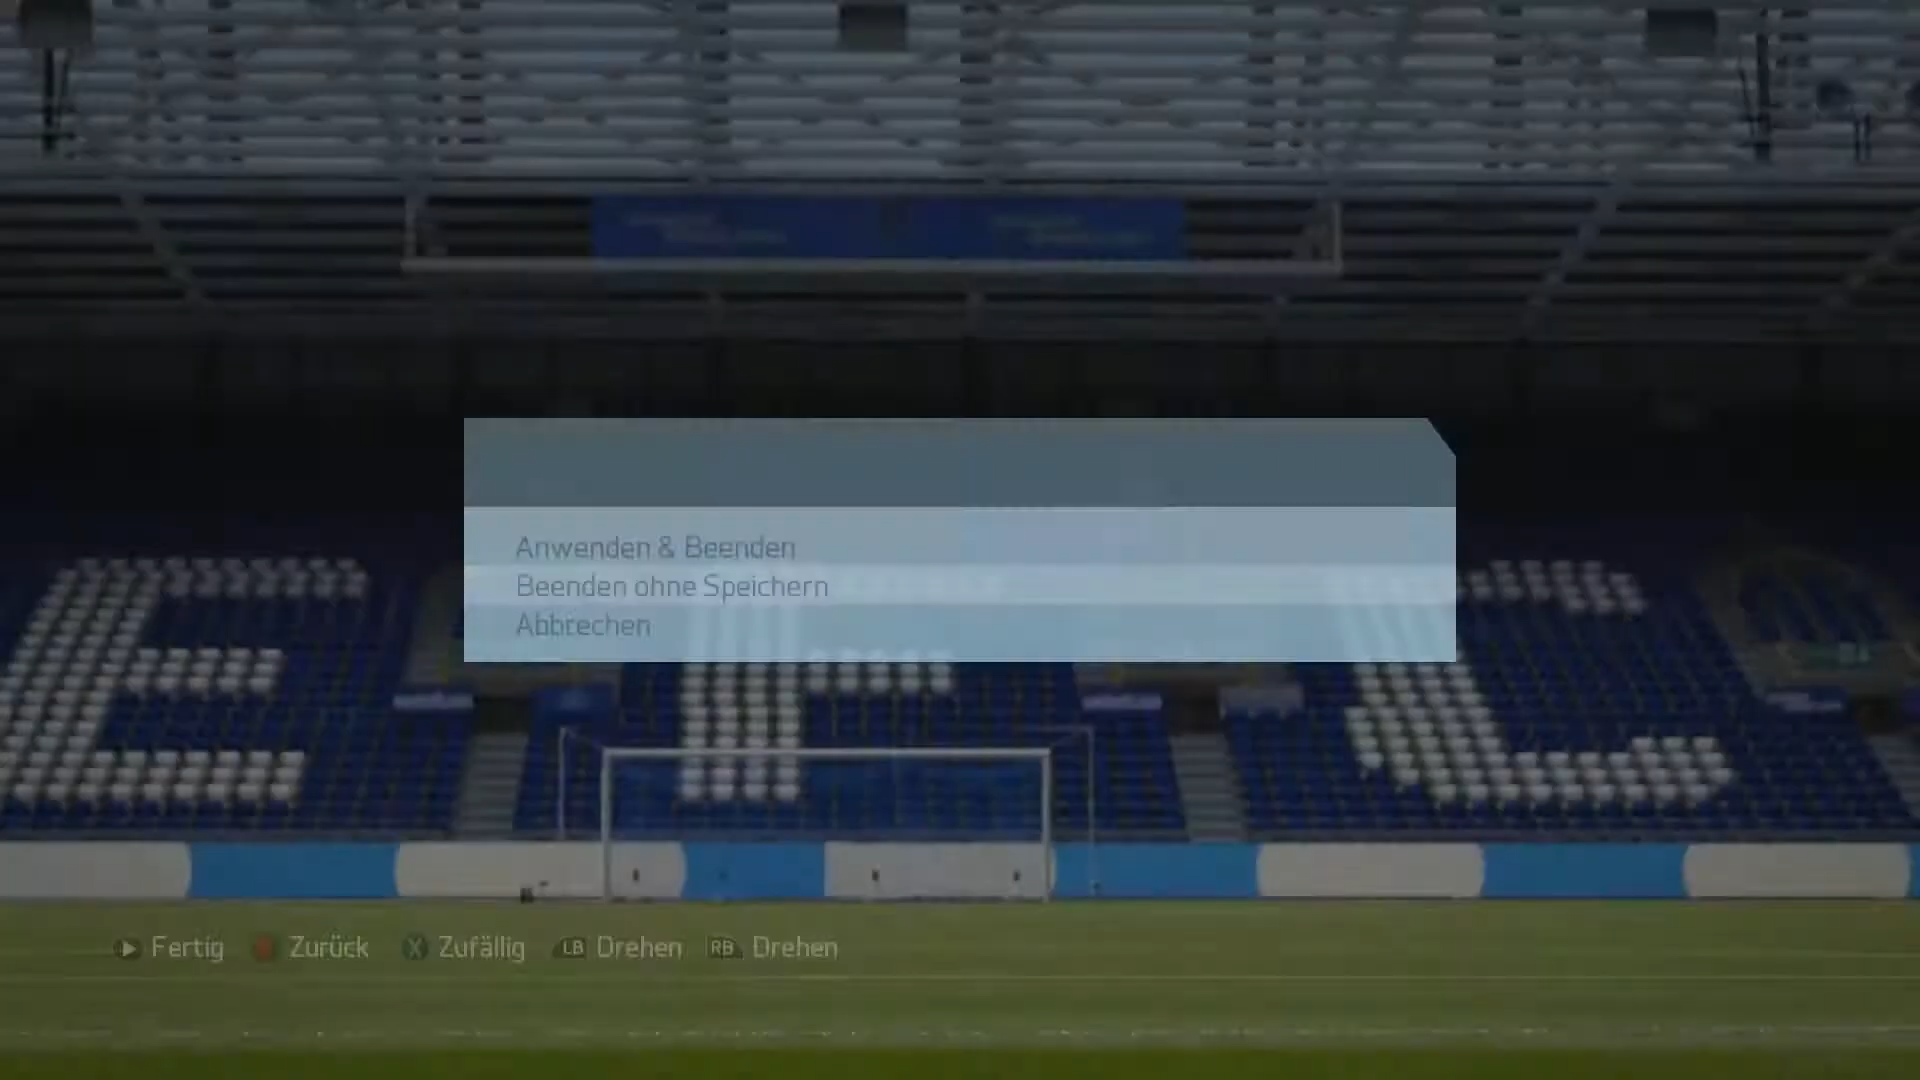 Anwenden & Beenden
Beenden ohne Speichern
Abbrechen
E F C
Fertig Zurück X Zufällig LB Drehen RB Drehen